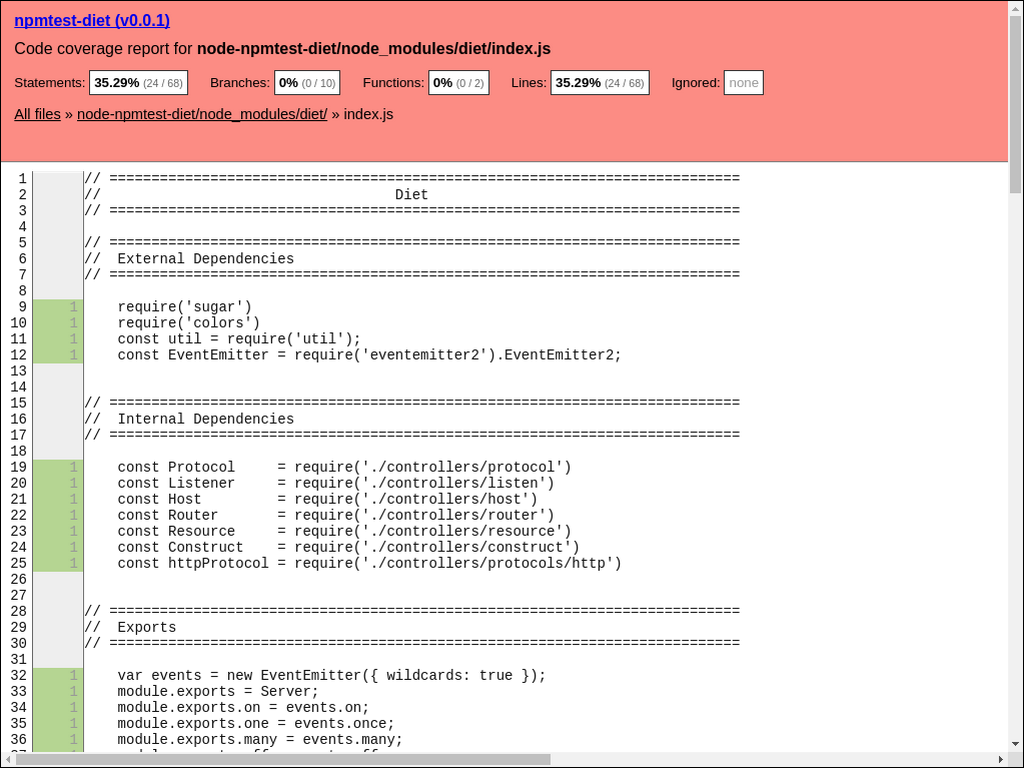 npmtest-diet (v0.0.1)
Code coverage report for node-npmtest-diet/node_modules/diet/index.js
Statements: 35.29% (24 / 68) Branches: 0% (0 / 10) Functions: 0% (0 / 2) Lines: 35.29% (24 / 68) Ignored: none
All files » node-npmtest-diet/node_modules/diet/ » index.js
1 // ===========================================================================
2 // Diet
3 // ===========================================================================
4
5 // ===========================================================================
6 // External Dependencies
7 // ===========================================================================
8
9 1 require('sugar')
10 1 require('colors')
11 1 const util = require('util');
12 1 const EventEmitter = require('eventemitter2').EventEmitter2;
13
14
15 // ===========================================================================
16 // Internal Dependencies
17 // ===========================================================================
18
19 1 const Protocol = require('./controllers/protocol')
20 1 const Listener = require('./controllers/listen')
21 1 const Host = require('./controllers/host')
22 1 const Router = require('./controllers/router')
23 1 const Resource = require('./controllers/resource')
24 1 const Construct = require('./controllers/construct')
25 1 const httpProtocol = require('./controllers/protocols/http')
26
27
28 // ===========================================================================
29 // Exports
30 // ===========================================================================
31
32 1 var events = new EventEmitter({ wildcards: true });
33 1 module.exports = Server;
34 1 module.exports.on = events.on;
35 1 module.exports.one = events.once;
36 1 module.exports.many = events.many;